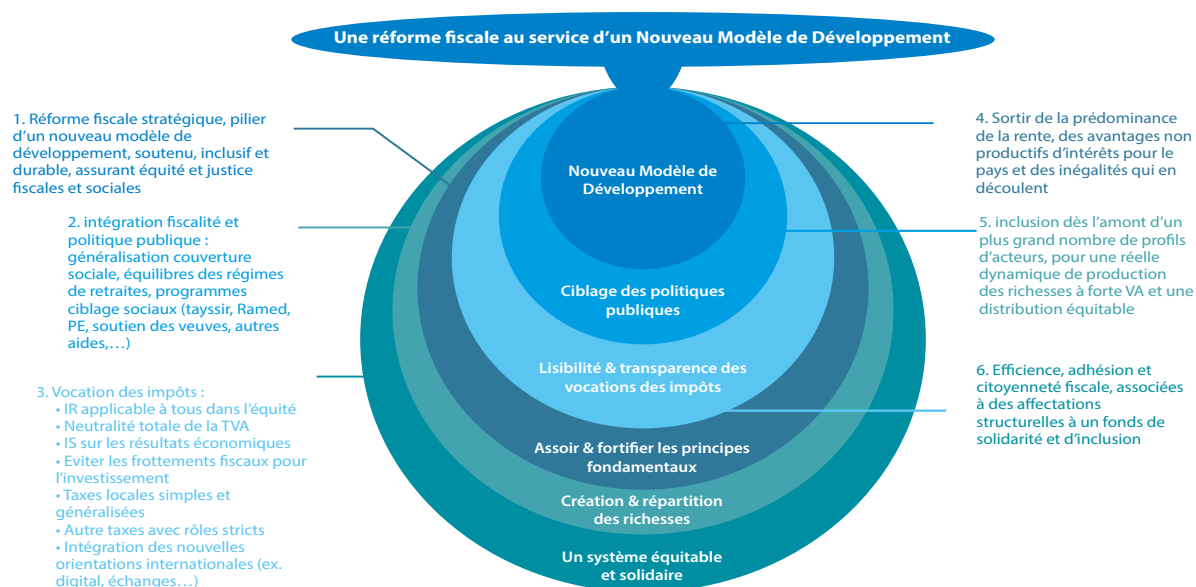 Une réforme fiscale au service d'un Nouveau Modèle de Développement
1. Réforme fiscale stratégique, pilier
d'un nouveau modèle de
développement, soutenu, inclusif et
durable, assurant équité et justice
fiscales et sociales
2. intégration fiscalité et
politique publique :
généralisation couverture
sociale, équilibres des régimes
de retraites, programmes
ciblage sociaux (tayssir, Ramed,
PE, soutien des veuves, autres
aides,…)
3. Vocation des impôts :
• IR applicable à tous dans l'équité
• Neutralité totale de la TVA
• IS sur les résultats économiques
• Eviter les frottements fiscaux pour
l'investissement
• Taxes locales simples et
généralisées
• Autre taxes avec rôles stricts
• Intégration des nouvelles
orientations internationales (ex.
digital, échanges…)
Nouveau Modèle de
Développement
Ciblage des politiques
publiques
Lisibilité & transparence des
vocations des impôts
Assoir & fortifier les principes
fondamentaux
Création & répartition
des richesses
Un système équitable
et solidaire
4. Sortir de la prédominance
de la rente, des avantages non
productifs d'intérêts pour le
pays et des inégalités qui en
découlent
5. inclusion dès l'amont d'un
plus grand nombre de profils
d'acteurs, pour une réelle
dynamique de production
des richesses à forte VA et une
distribution équitable
6. Efficience, adhésion et
citoyenneté fiscale, associées
à des affectations
structurelles à un fonds de
solidarité et d'inclusion